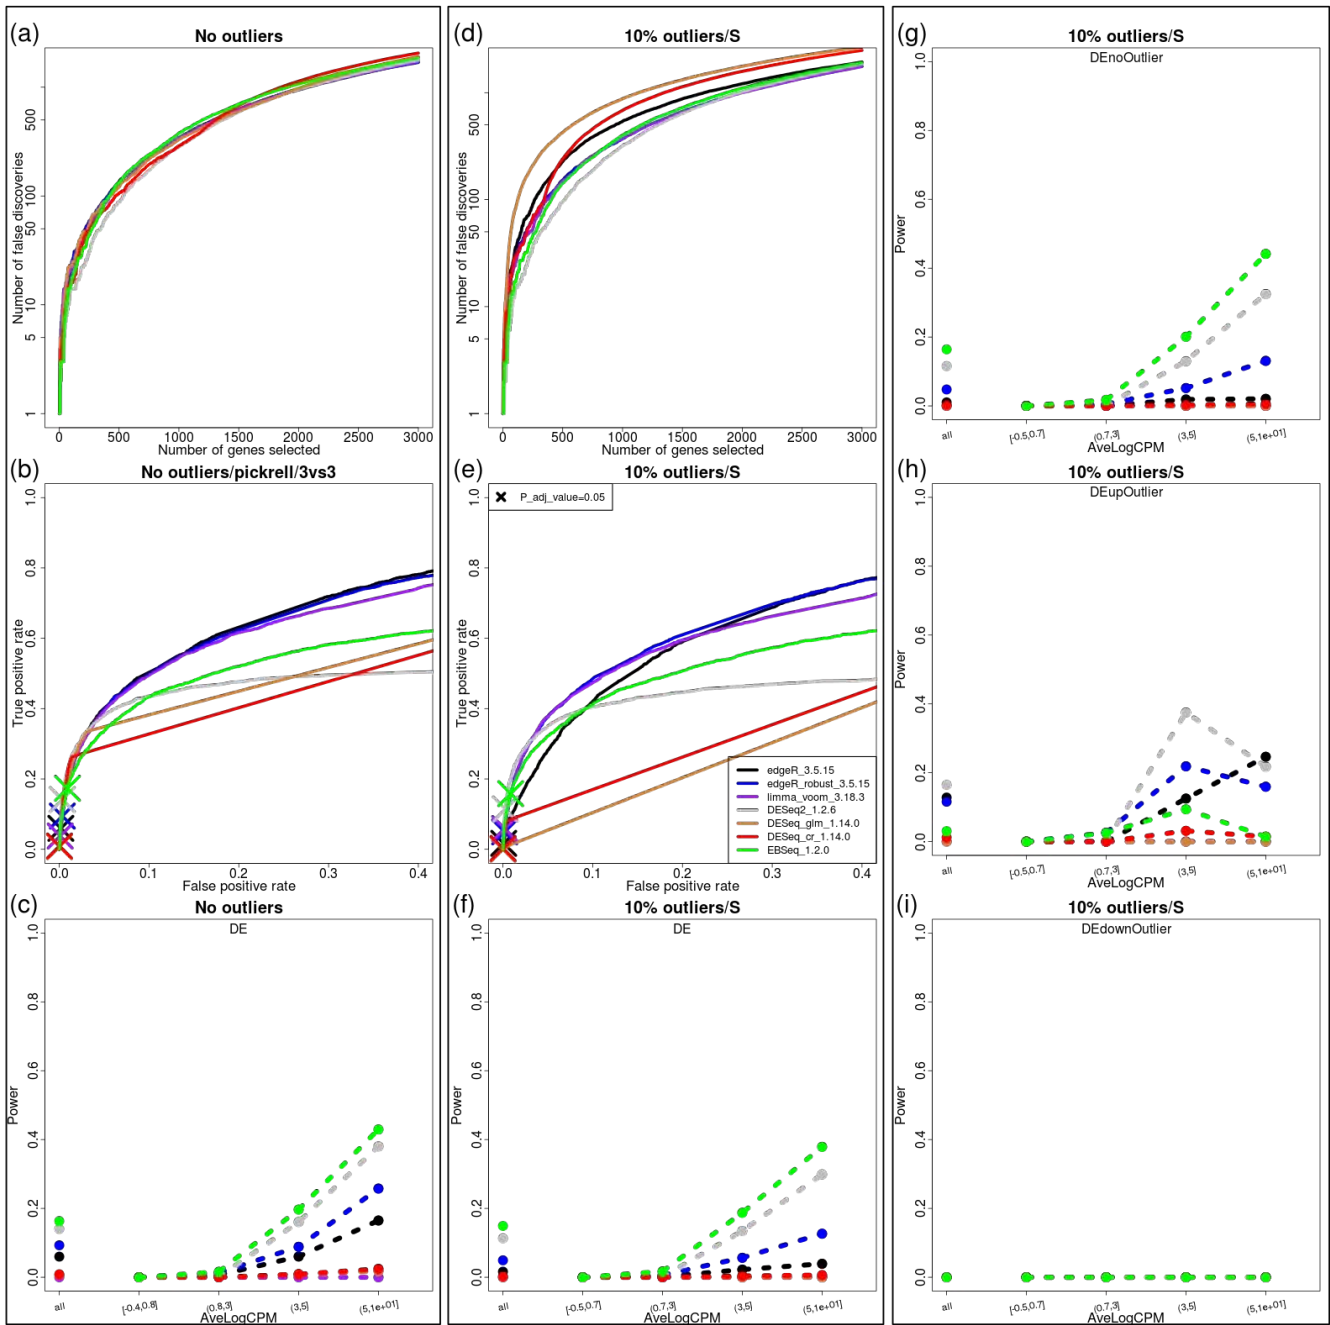 (a)
No outliers
Number of false discoveries
500
100
50
10
5
1
0
500
1000
1500
2000
2500
3000
Number of genes selected
(d)
10% outliers/S
Number of false discoveries
500
100
50
10
5
1
0
500
1000
1500
2000
2500
3000
Number of genes selected
(g)
10% outliers/S
DEnoOutlier
Power
1.0
0.8
0.6
0.4
0.2
0.0
all
[-0.5,0.7]
(0.7,3]
(3,5]
(5,1e+01]
AveLogCPM
(b)
No outliers/pickrell/3vs3
True positive rate
1.0
0.8
0.6
0.4
0.2
0.0
0.0
0.1
0.2
0.3
0.4
False positive rate
(e)
10% outliers/S
P_adj_value=0.05
True positive rate
1.0
0.8
0.6
0.4
0.2
0.0
edgeR_3.5.15
edgeR_robust_3.5.15
limma_voom_3.18.3
DESeq2_1.2.6
DESeq_glm_1.14.0
DESeq_cr_1.14.0
EBSeq_1.2.0
0.0
0.1
0.2
0.3
0.4
False positive rate
(h)
10% outliers/S
DEupOutlier
Power
1.0
0.8
0.6
0.4
0.2
0.0
all
[-0.5,0.7]
(0.7,3]
(3,5]
(5,1e+01]
AveLogCPM
(c)
No outliers
DE
Power
1.0
0.8
0.6
0.4
0.2
0.0
all
[-0.4,0.8]
(0.8,3]
(3,5]
(5,1e+01]
AveLogCPM
(f)
10% outliers/S
DE
Power
1.0
0.8
0.6
0.4
0.2
0.0
all
[-0.5,0.7]
(0.7,3]
(3,5]
(5,1e+01]
AveLogCPM
(i)
10% outliers/S
DEdownOutlier
Power
1.0
0.8
0.6
0.4
0.2
0.0
all
[-0.5,0.7]
(0.7,3]
(3,5]
(5,1e+01]
AveLogCPM